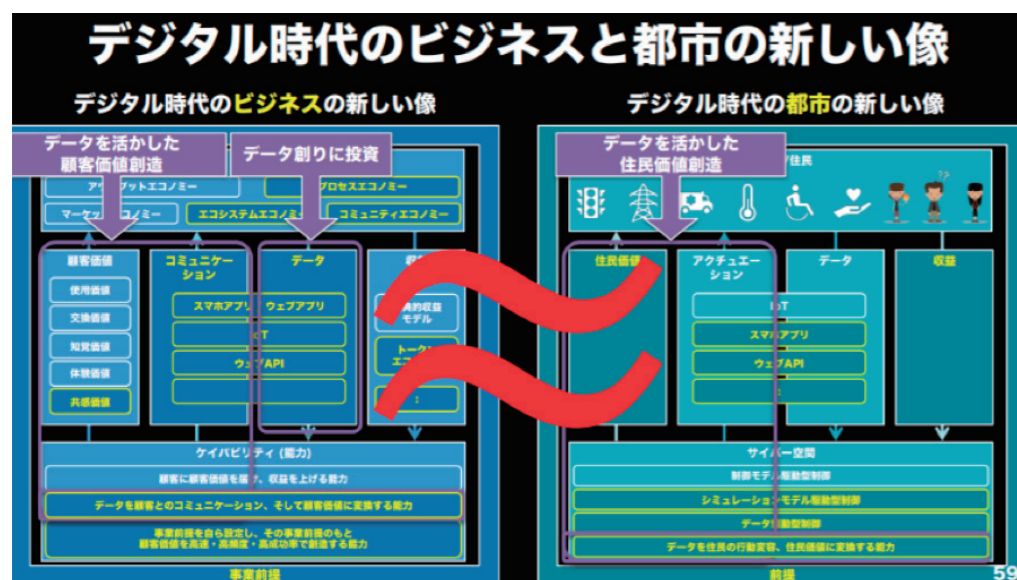 デジタル時代のビジネスと都市の新しい像
デジタル時代のビジネスの新しい像
データを活かした
顧客価値創造
データ創りに投資
プロセスエコノミー
エコシステムエコノミー
コミュニティエコノミー
顧客価値
使用価値
交換価値
知覚価値
体験価値
共感価値
コミュニケー
ション
データ
スマホアプリ
ウェブアプリ
ウェブAPI
モデル
ケイパビリティ (能力)
顧客に顧客価値を届け、収益を上げる能力
データを顧客とのコミュニケーション、そして顧客価値に変換する能力
事業前提を自ら設定し、その事業前提のもと
顧客価値を高速・高頻度・高成功率で創造する能力
事業前提
デジタル時代の都市の新しい像
データを活かした
住民価値創造
住民
??
住民価値
アクチュエー
ション
データ
収益
IoT
スマホアプリ
ウェブAPI
:
サイバー空間
制御モデル駆動型制御
シミュレーションモデル駆動型制御
データ駆動型制御
データを住民の行動変容、住民価値に変換する能力
前提
59